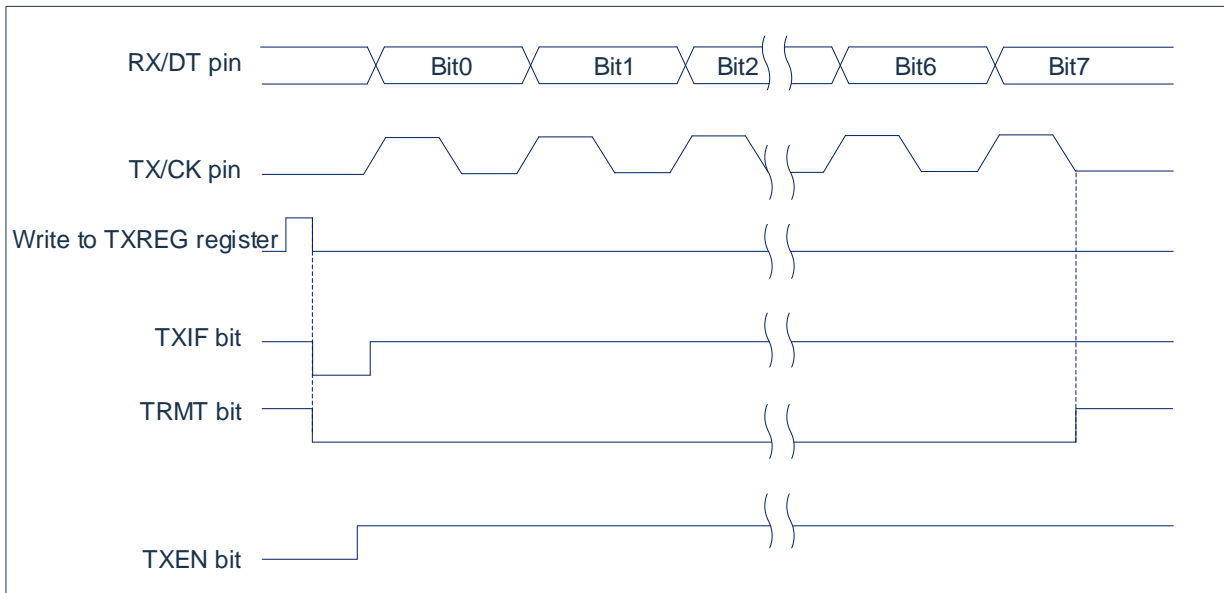 RX/DT pin
Bit0 Bit1 Bit2 Bit6 Bit7
TX/CK pin
Write to TXREG register
TXIF bit
TRMT bit
TXEN bit